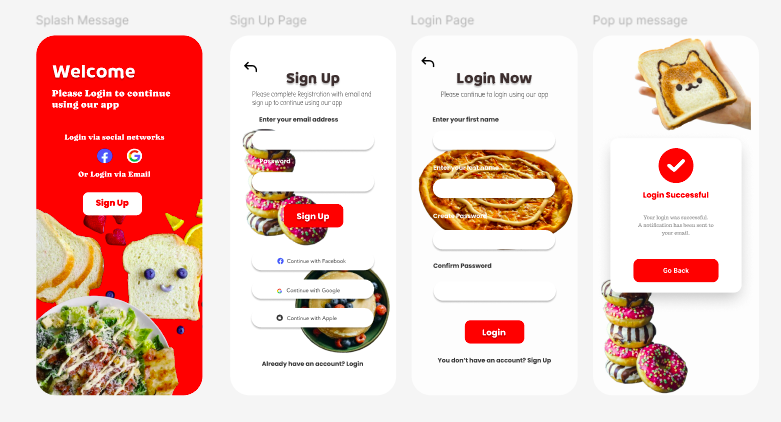 Splash Message
Welcome
Please Login to continue
using our app
Login via social networks
Or Login via Email
Sign Up
Sign Up Page
Sign Up
Please complete Registration with email and
sign up to continue using our app
Enter your email address
Password
Sign Up
Continue with Facebook
Continue with Google
Continue with Apple
Already have an account? Login
Login Page
Login Now
Please continue to login using our app
Enter your first name
Enter your last name
Create Password
Confirm Password
Login
You don't have an account? Sign Up
Pop up message
Login Successful
Your login was successful.
A notification has been sent to
your email.
Go Back